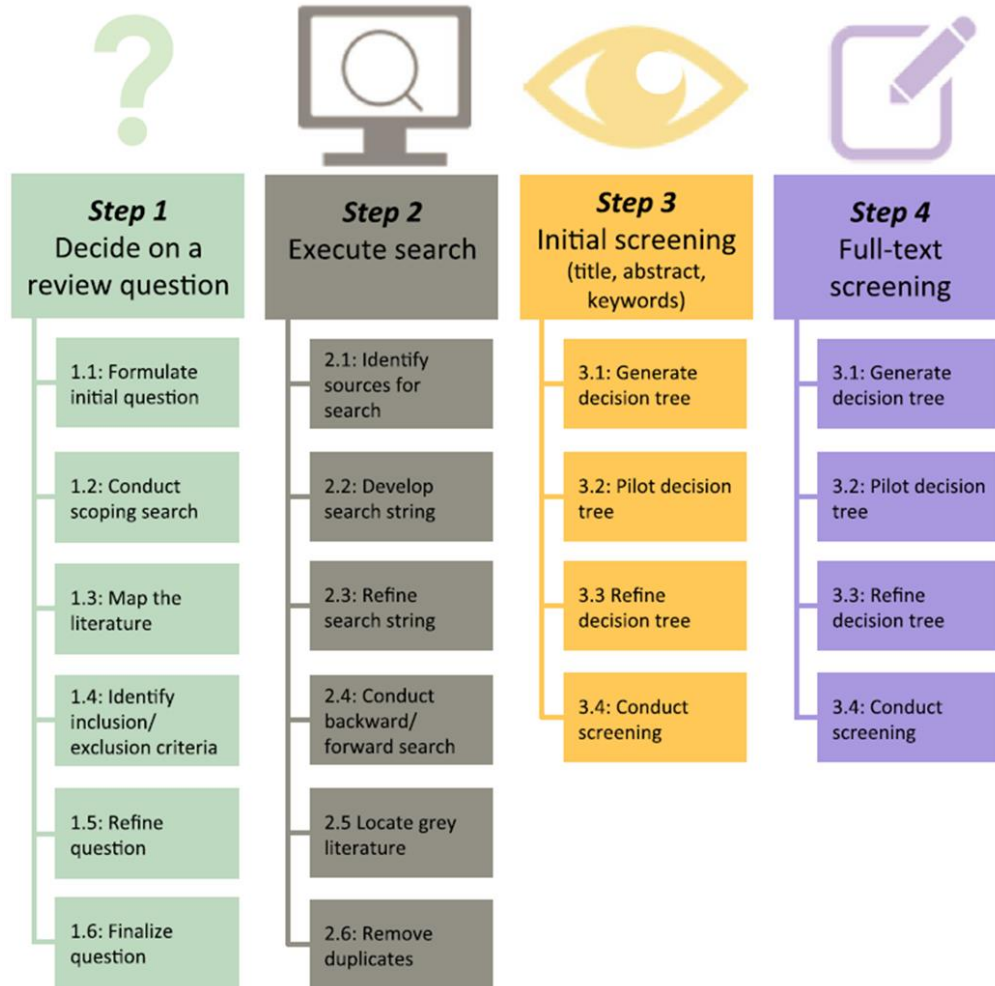 Step 1
Decide on a
review question
1.1: Formulate
initial question
1.2: Conduct
scoping search
1.3: Map the
literature
1.4: Identify
inclusion/
exclusion criteria
1.5: Refine
question
1.6: Finalize
question
Step 2
Execute search
2.1: Identify
sources for
search
2.2: Develop
search string
2.3: Refine
search string
2.4: Conduct
backward/
forward search
2.5 Locate grey
literature
2.6: Remove
duplicates
Step 3
Initial screening
(title, abstract,
keywords)
3.1: Generate
decision tree
3.2: Pilot decision
tree
3.3 Refine
decision tree
3.4: Conduct
screening
Step 4
Full-text
screening
3.1: Generate
decision tree
3.2: Pilot decision
tree
3.3: Refine
decision tree
3.4: Conduct
screening